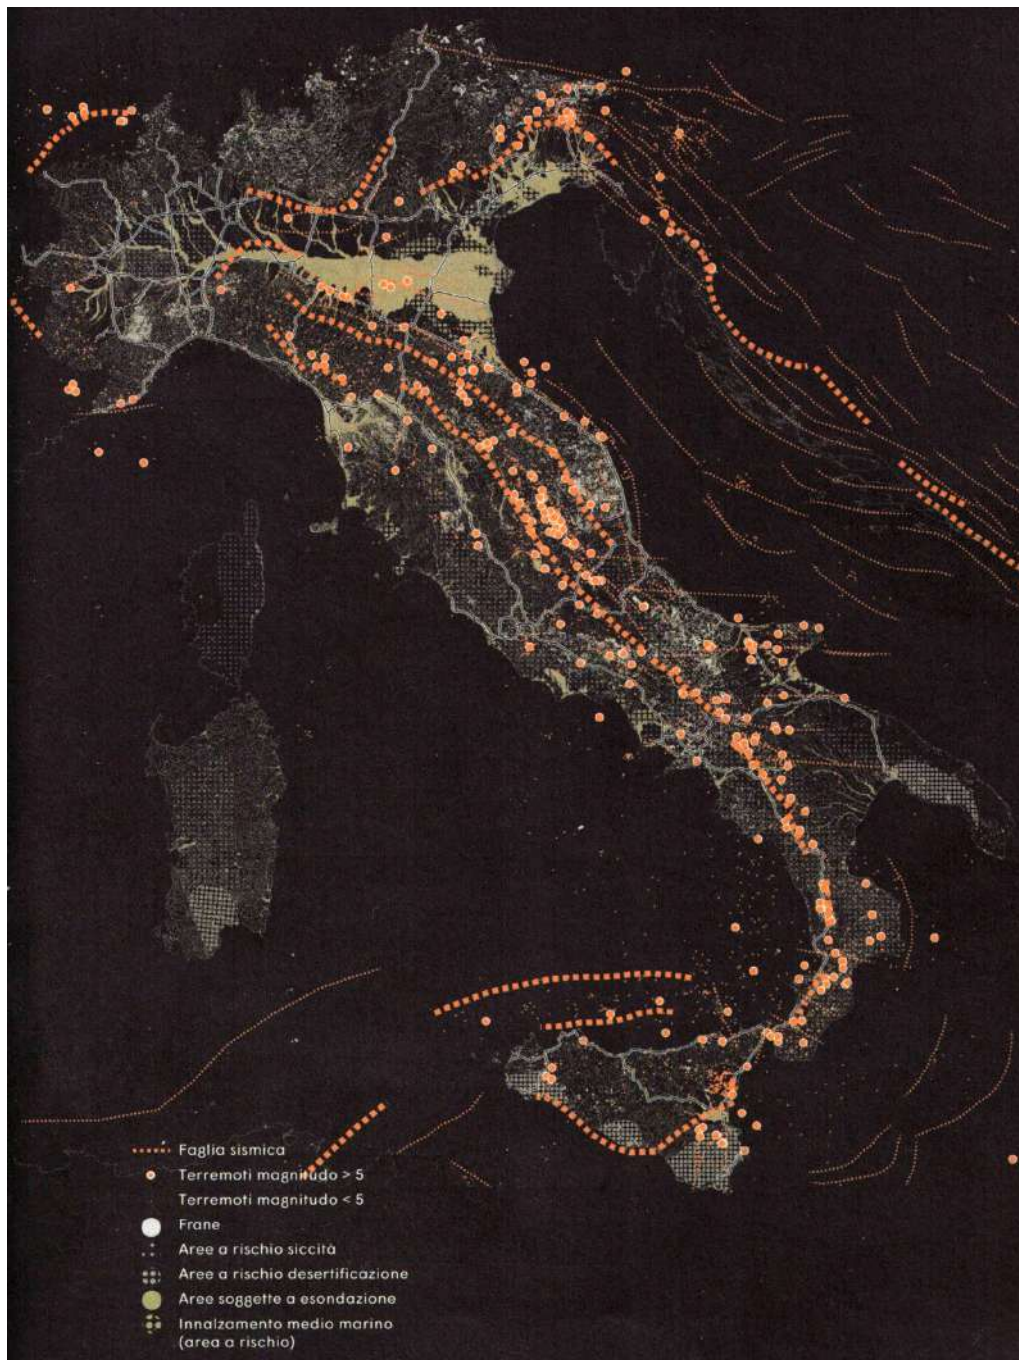 Faglia sismica
Terremoti magnitudo > 5
Terremoti magnitudo < 5
Frane
Aree a rischio siccità
Aree a rischio desertificazione
Aree soggette a esondazione
Innalzamento medio marino
(area a rischio)